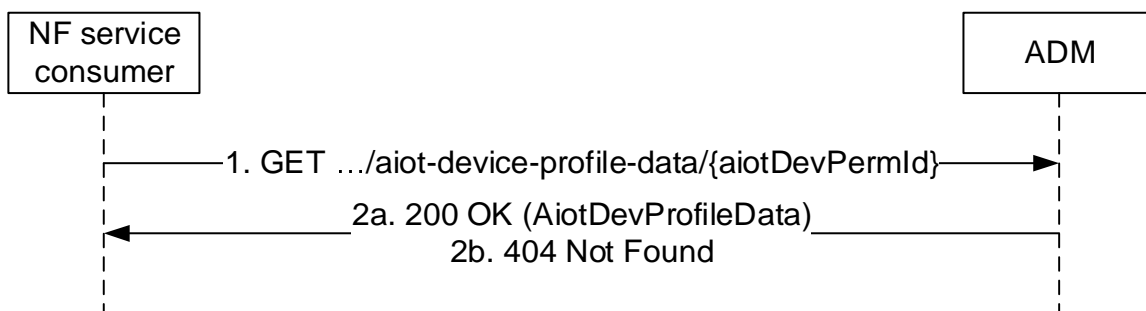 NF service
consumer
ADM
1. GET …/aiot-device-profile-data/{aiotDevPermId}
2a. 200 OK (AiotDevProfileData)
2b. 404 Not Found